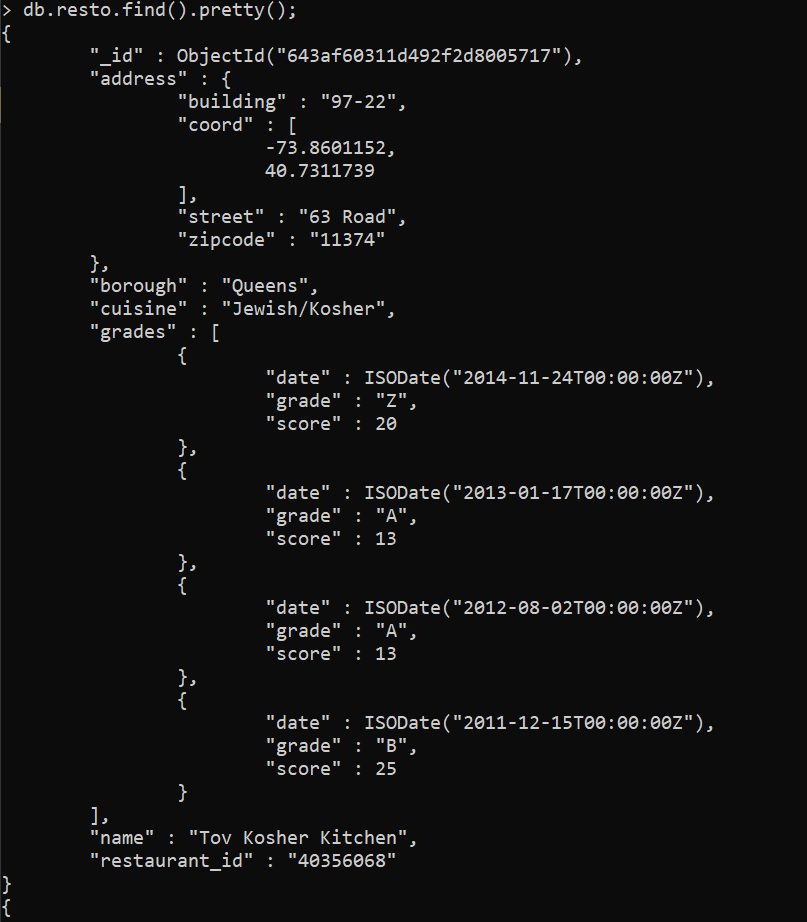 > db.resto.find().pretty();
{
        "_id" : ObjectId("643af60311d492f2d8005717"),
        "address" : {
                "building" : "97-22",
                "coord" : [
                        -73.8601152,
                        40.7311739
                ],
                "street" : "63 Road",
                "zipcode" : "11374"
        },
        "borough" : "Queens",
        "cuisine" : "Jewish/Kosher",
        "grades" : [
                {
                        "date" : ISODate("2014-11-24T00:00:00Z"),
                        "grade" : "Z",
                        "score" : 20
                },
                {
                        "date" : ISODate("2013-01-17T00:00:00Z"),
                        "grade" : "A",
                        "score" : 13
                },
                {
                        "date" : ISODate("2012-08-02T00:00:00Z"),
                        "grade" : "A",
                        "score" : 13
                },
                {
                        "date" : ISODate("2011-12-15T00:00:00Z"),
                        "grade" : "B",
                        "score" : 25
                }
        ],
        "name" : "Tov Kosher Kitchen",
        "restaurant_id" : "40356068"
}
{